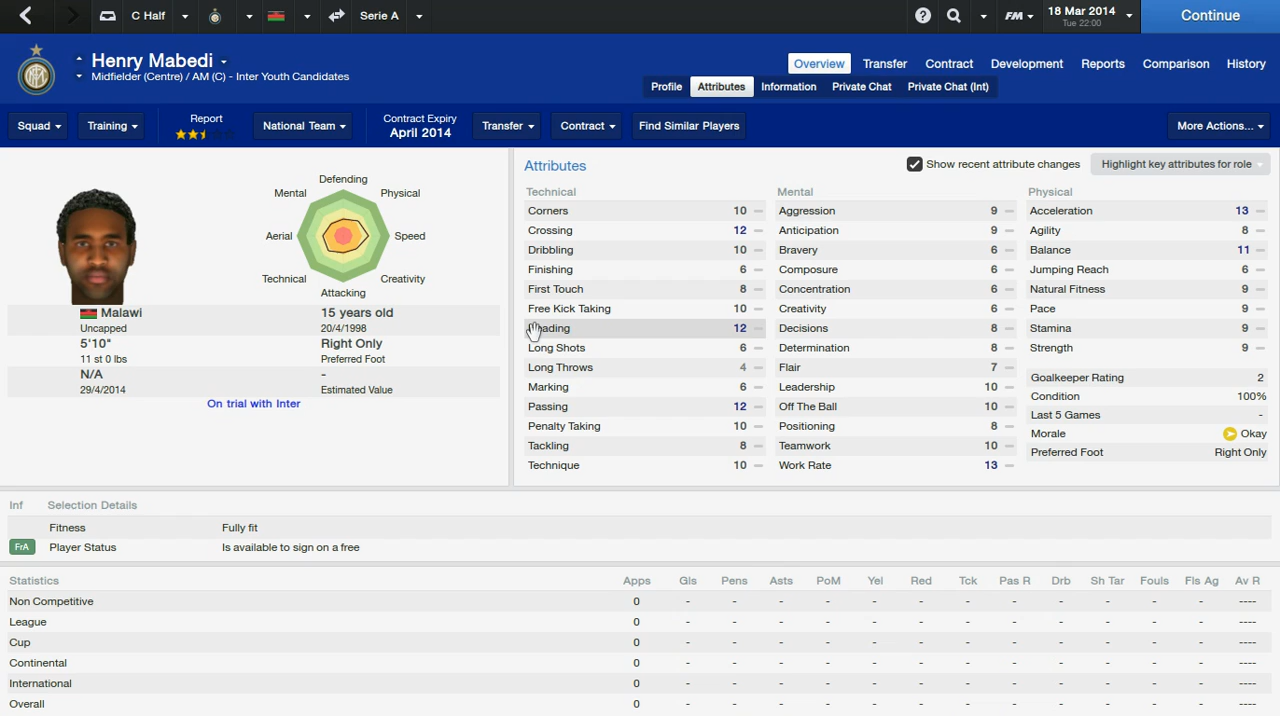 C Half
Serie A
FM
18 Mar 2014
Tue 22:00
Continue
Henry Mabedi
Midfielder (Centre) / AM (C) - Inter Youth Candidates
Overview Transfer Contract Development Reports Comparison History
Profile Attributes Information Private Chat Private Chat (Int)
Squad
Training
Report
National Team
Contract Expiry
April 2014
Transfer
Contract
Find Similar Players
More Actions...
Defending
Mental Physical
Aerial Speed
Technical Creativity
Attacking
Malawi 15 years old
Uncapped 20/4/1998
5'10" Right Only
11 st 0 lbs Preferred Foot
N/A -
29/4/2014 Estimated Value
On trial with Inter
Attributes
Show recent attribute changes
Highlight key attributes for role
Technical Mental Physical
Corners 10 - Aggression 9 - Acceleration 13 -
Crossing 12 - Anticipation 9 - Agility 8 -
Dribbling 10 - Bravery 6 - Balance 11 -
Finishing 6 - Composure 6 - Jumping Reach 6 -
First Touch 8 - Concentration 6 - Natural Fitness 9 -
Free Kick Taking 10 - Creativity 6 - Pace 9 -
ading 12 - Decisions 8 - Stamina 9 -
Long Shots 6 - Determination 8 - Strength 9 -
Long Throws 4 - Flair 7 - Goalkeeper Rating 2
Marking 6 - Leadership 10 - Condition 100%
Passing 12 - Off The Ball 10 - Last 5 Games -
Penalty Taking 10 - Positioning 8 - Morale Okay
Tackling 8 - Teamwork 10 - Preferred Foot Right Only
Technique 10 - Work Rate 13 -
Inf Selection Details
Fitness Fully fit
FrA Player Status Is available to sign on a free
Statistics Apps Gls Pens Asts PoM Yel Red Tck Pas R Drb Sh Tar Fouls Fls Ag Av R
Non Competitive 0 - - - - - - - - - - - - ----
League 0 - - - - - - - - - - - - ----
Cup 0 - - - - - - - - - - - - ----
Continental 0 - - - - - - - - - - - - ----
International 0 - - - - - - - - - - - - ----
Overall 0 - - - - - - - - - - - - ----